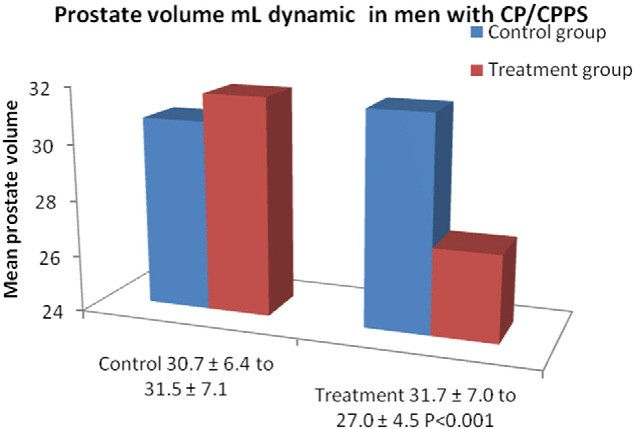 Prostate volume mL dynamic in men with CP/CPPS
Control group
Treatment group
Mean prostate volume
32
30
28
26
24
Control 30.7 ± 6.4 to
31.5 ± 7.1
Treatment 31.7 ± 7.0 to
27.0 ± 4.5 P<0.001